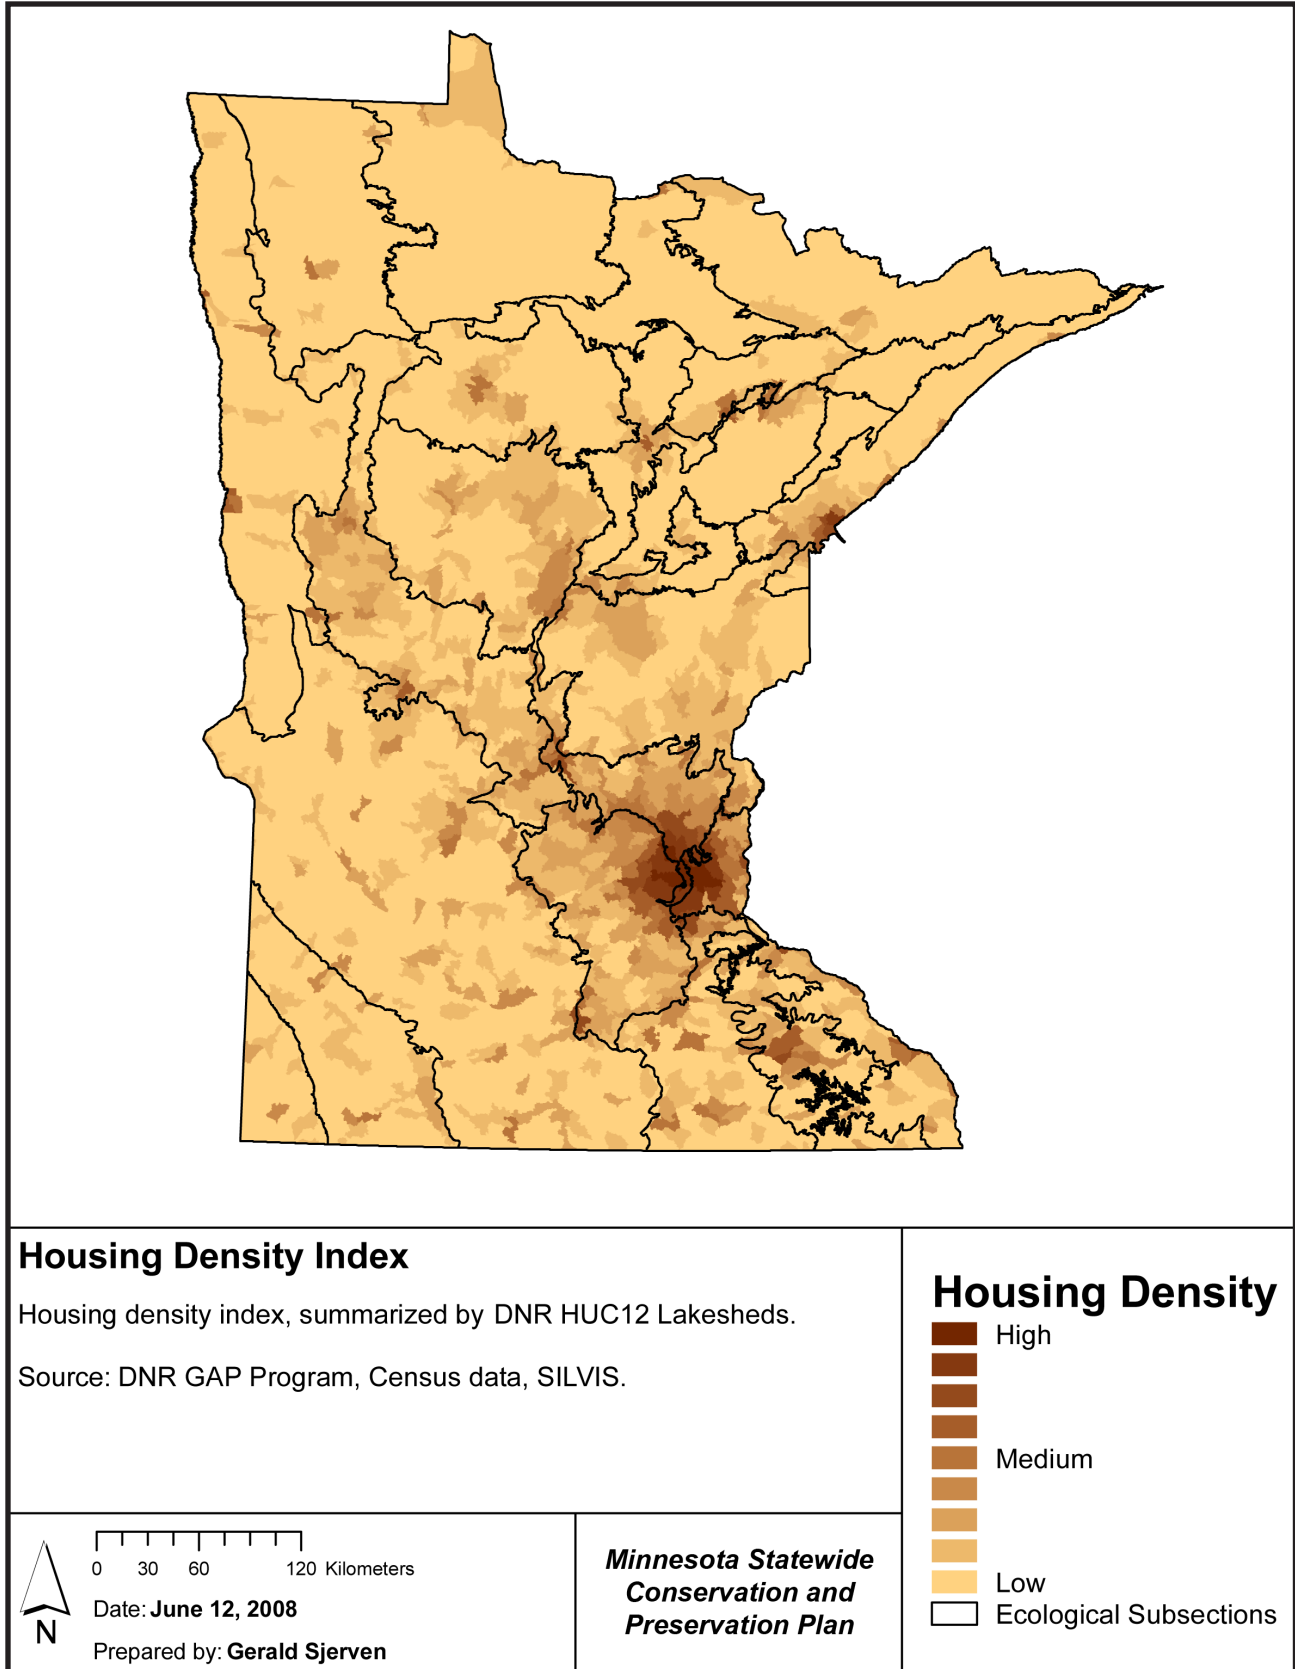 Housing Density Index
Housing density index, summarized by DNR HUC12 Lakesheds.
Source: DNR GAP Program, Census data, SILVIS.
Housing Density
High
Medium
Low
Ecological Subsections
0 30 60 120 Kilometers
N
Date: June 12, 2008
Prepared by: Gerald Sjerven
Minnesota Statewide
Conservation and
Preservation Plan